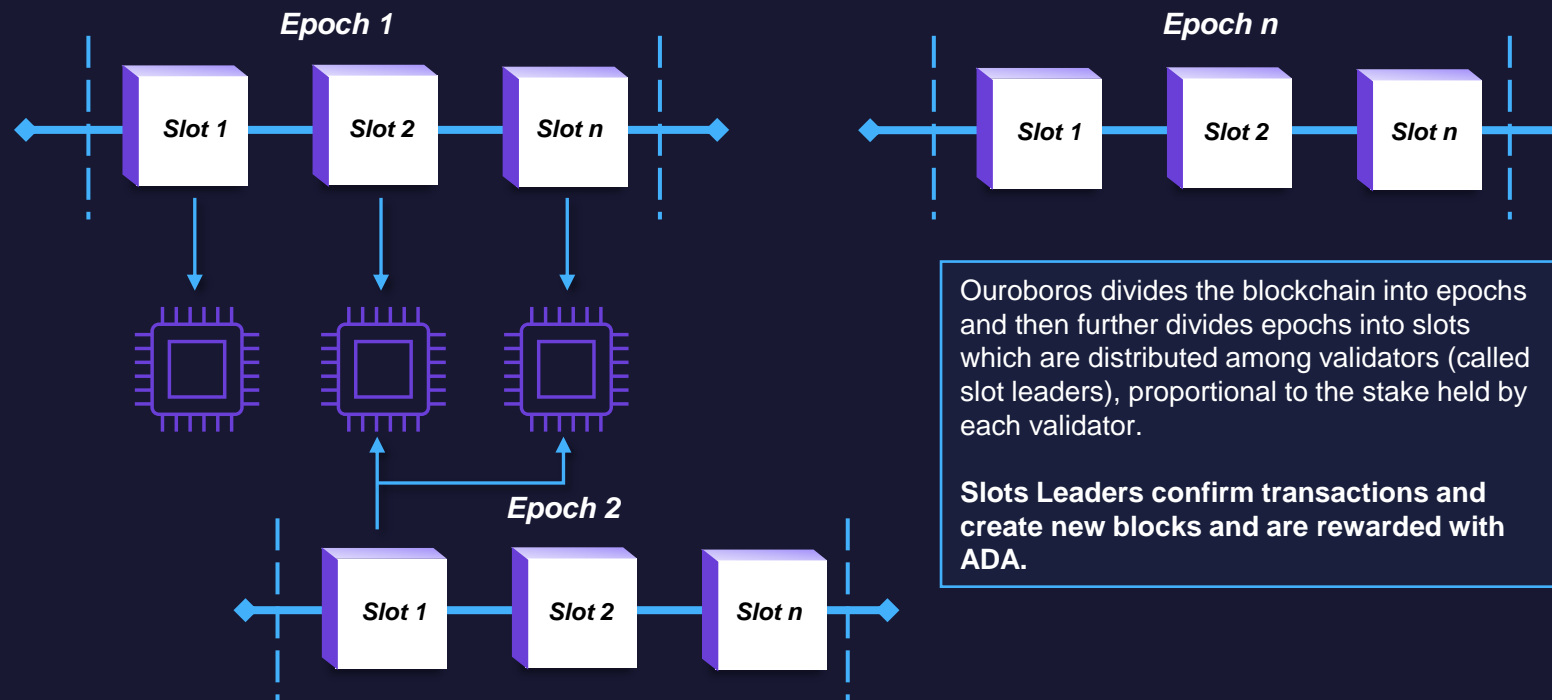 Epoch 1
Slot 1
Slot 2
Slot n
Epoch n
Slot 1
Slot 2
Slot n
Ouroboros divides the blockchain into epochs
and then further divides epochs into slots
which are distributed among validators (called
slot leaders), proportional to the stake held by
each validator.
Slots Leaders confirm transactions and
create new blocks and are rewarded with
ADA.
Epoch 2
Slot 1
Slot 2
Slot n